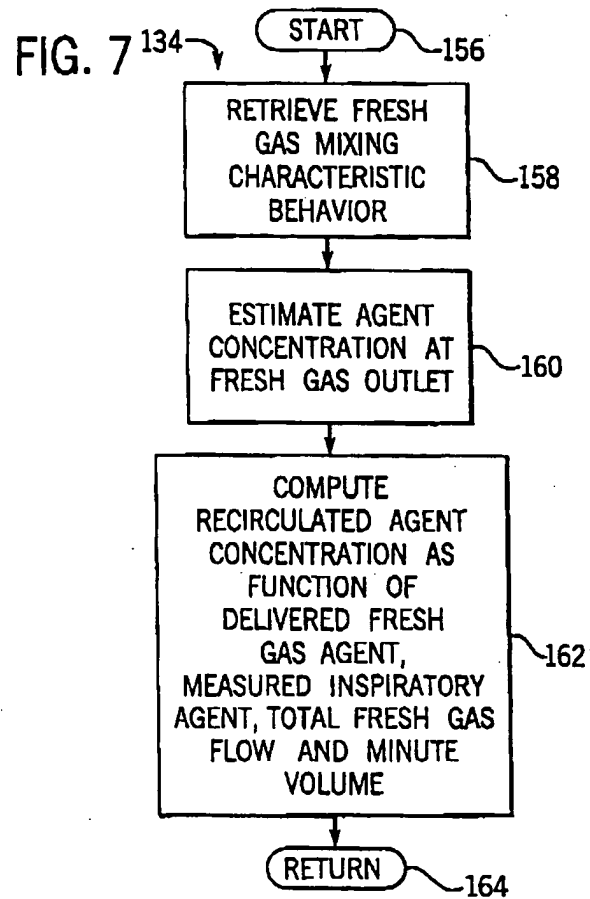 FIG. 7
134
START
156
RETRIEVE FRESH
GAS MIXING
CHARACTERISTIC
BEHAVIOR
158
ESTIMATE AGENT
CONCENTRATION AT
FRESH GAS OUTLET
160
COMPUTE
RECIRCULATED AGENT
CONCENTRATION AS
FUNCTION OF
DELIVERED FRESH
GAS AGENT,
MEASURED INSPIRATORY
AGENT, TOTAL FRESH GAS
FLOW AND MINUTE
VOLUME
162
RETURN
164